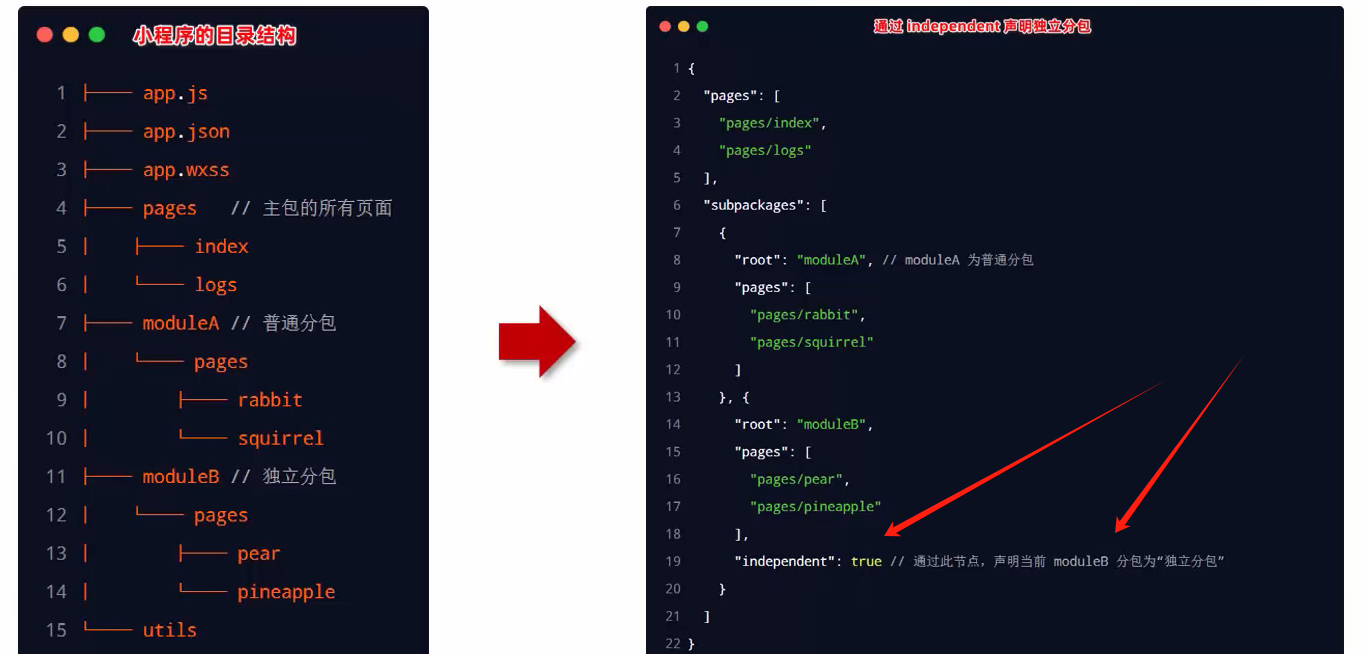 小程序的目录结构
1 ├── app.js
2 ├── app.json
3 ├── app.wxss
4 ├── pages // 主包的所有页面
5 │ ├── index
6 │ └── logs
7 ├── moduleA // 普通分包
8 │ └── pages
9 │ ├── rabbit
10 │ └── squirrel
11 ├── moduleB // 独立分包
12 │ └── pages
13 │ ├── pear
14 │ └── pineapple
15 └── utils
通过 independent 声明独立分包
1 {
2 "pages": [
3 "pages/index",
4 "pages/logs"
5 ],
6 "subpackages": [
7 {
8 "root": "moduleA", // moduleA 为普通分包
9 "pages": [
10 "pages/rabbit",
11 "pages/squirrel"
12 ]
13 }, {
14 "root": "moduleB",
15 "pages": [
16 "pages/pear",
17 "pages/pineapple"
18 ],
19 "independent": true // 通过此节点，声明当前 moduleB 分包为“独立分包”
20 }
21 ]
22 }